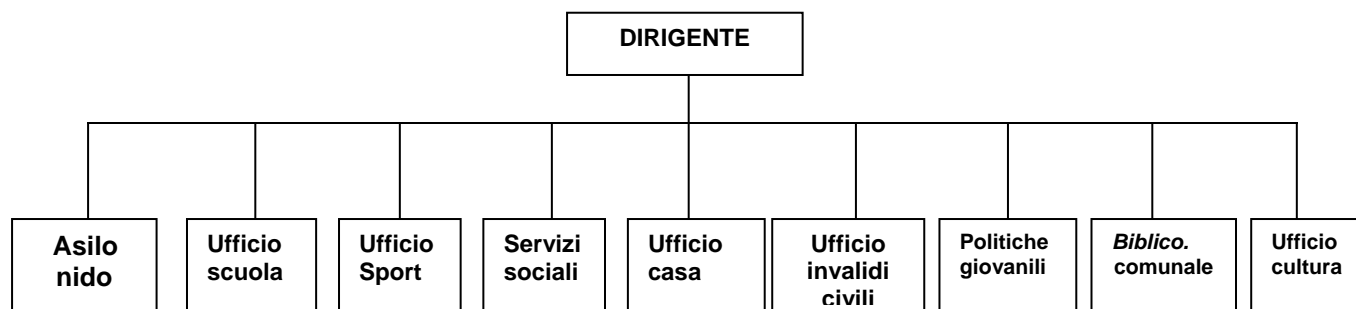 DIRIGENTE
Asilo
nido
Ufficio
scuola
Ufficio
Sport
Servizi
sociali
Ufficio
casa
Ufficio
invalidi
civili
Politiche
giovanili
Biblico.
comunale
Ufficio
cultura